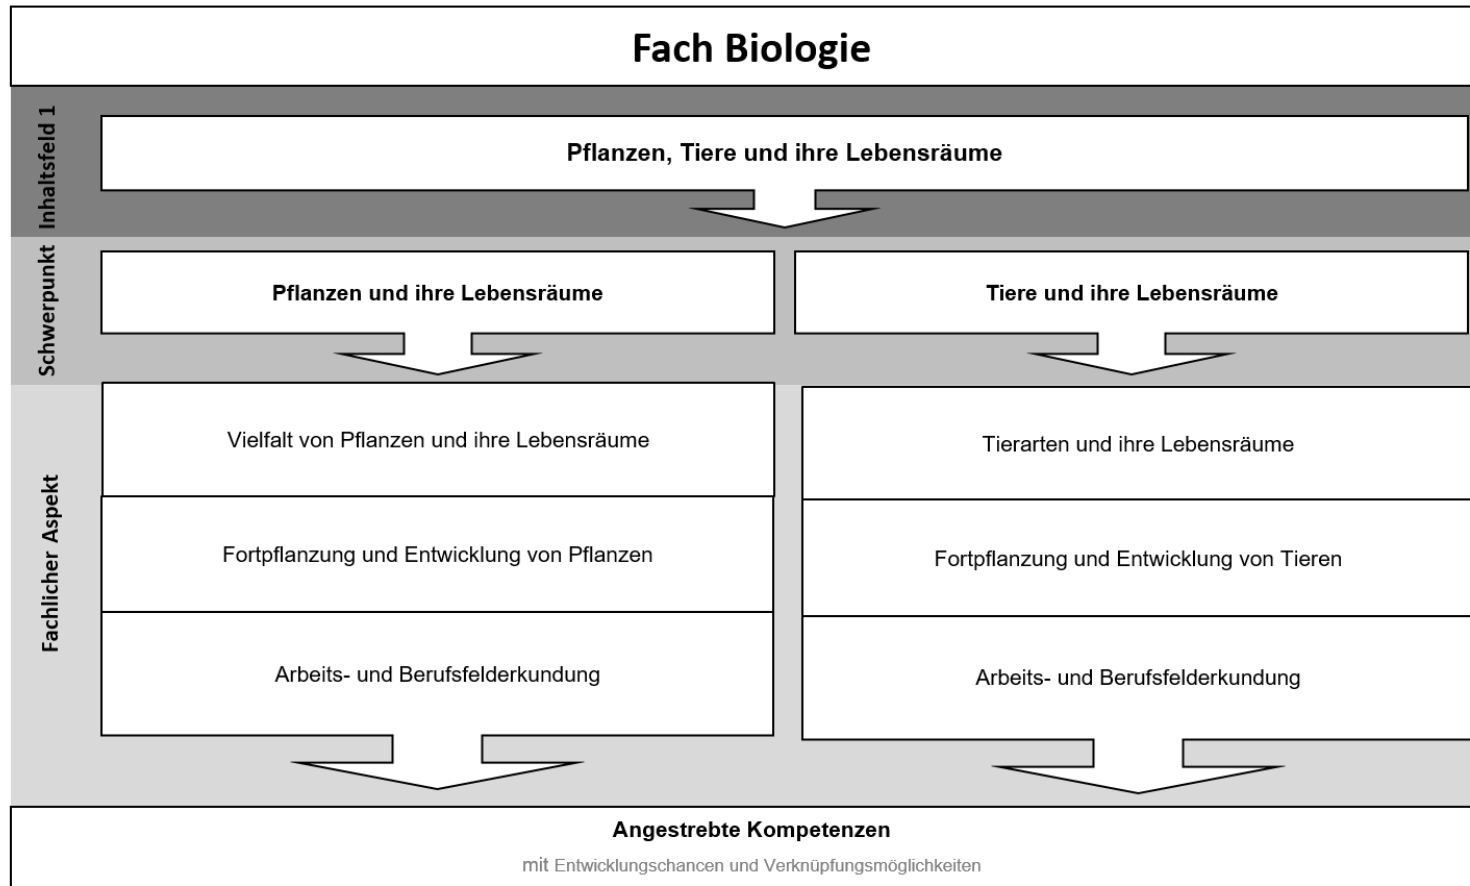 Fach Biologie
Inhaltsfeld 1
Pflanzen, Tiere und ihre Lebensräume
Schwerpunkt
Pflanzen und ihre Lebensräume
Tiere und ihre Lebensräume
Fachlicher Aspekt
Vielfalt von Pflanzen und ihre Lebensräume
Fortpflanzung und Entwicklung von Pflanzen
Arbeits- und Berufsfelderkundung
Tierarten und ihre Lebensräume
Fortpflanzung und Entwicklung von Tieren
Arbeits- und Berufsfelderkundung
Angestrebte Kompetenzen
mit Entwicklungschancen und Verknüpfungsmöglichkeiten